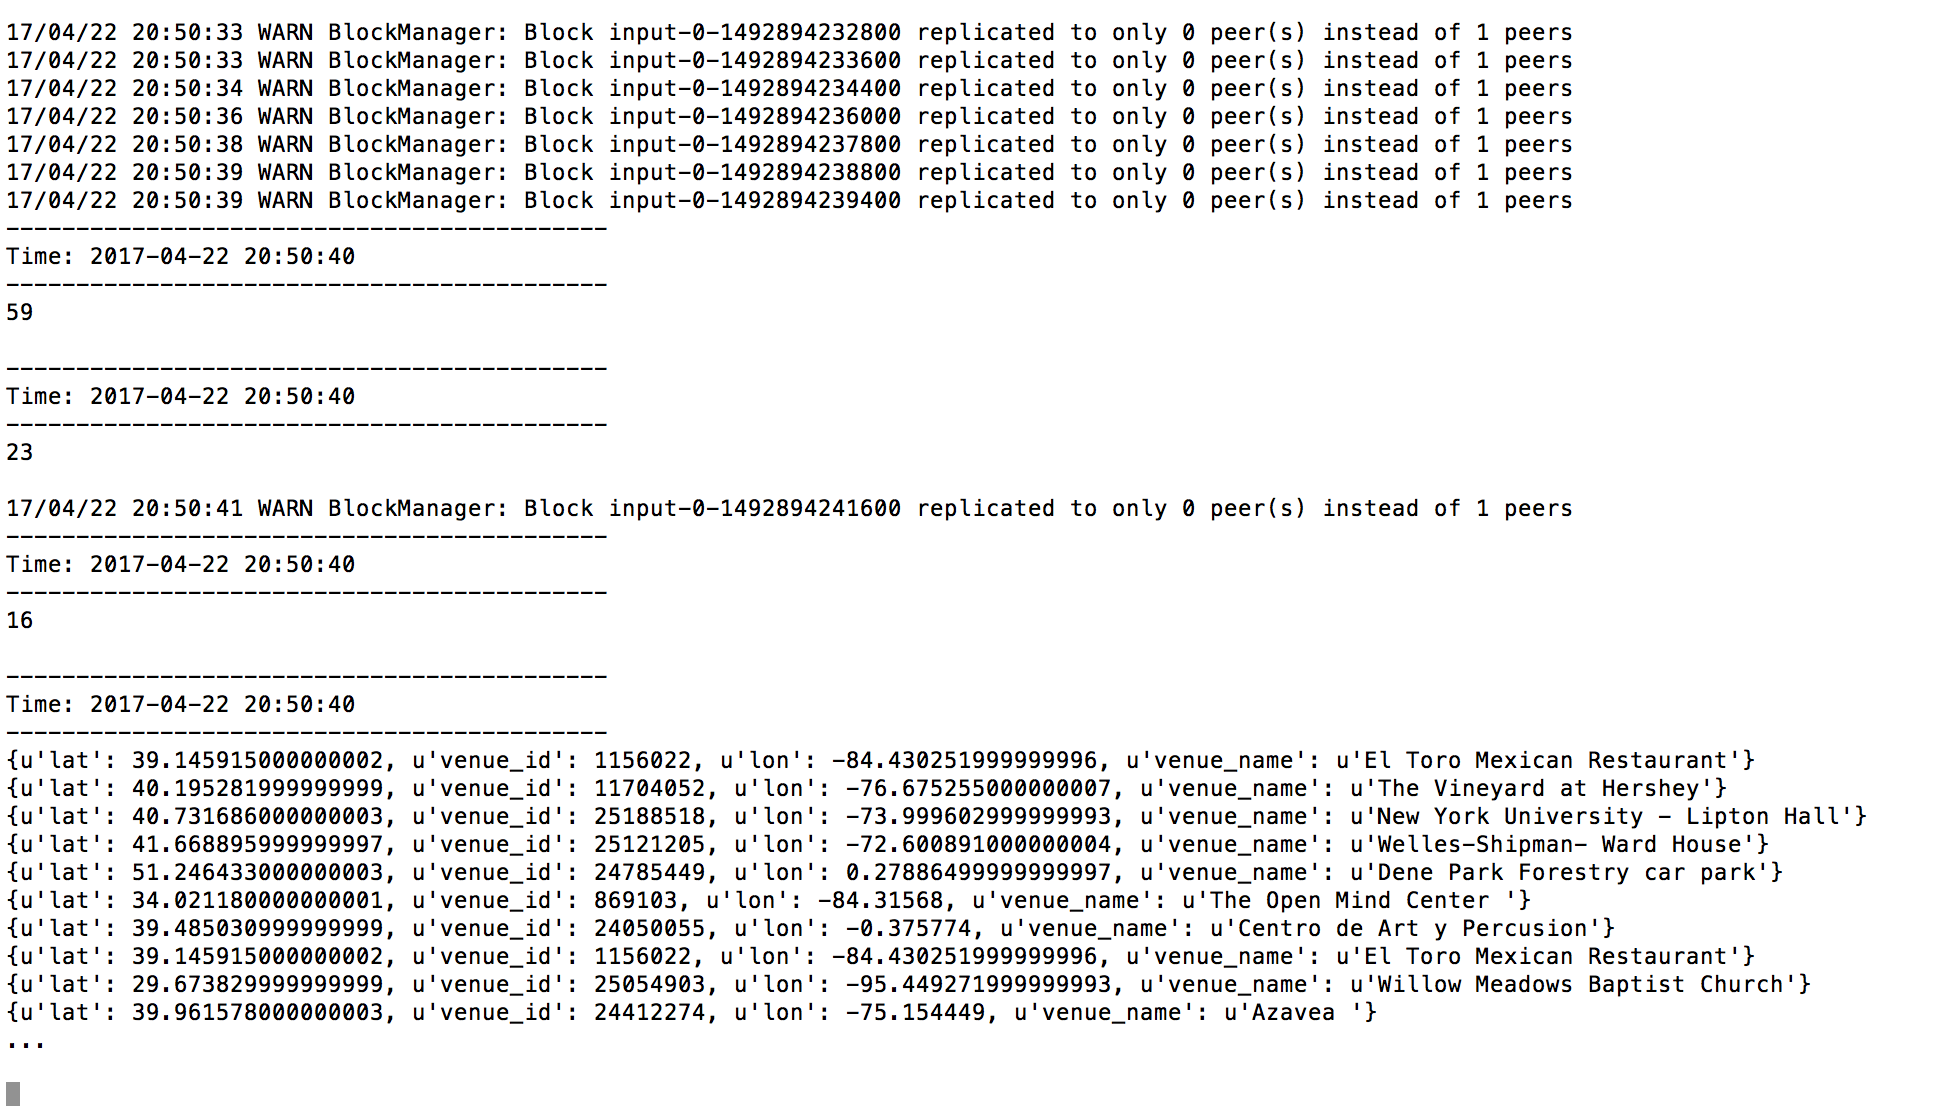 17/04/22 20:50:33 WARN BlockManager: Block input-0-1492894232800 replicated to only 0 peer(s) instead of 1 peers
17/04/22 20:50:33 WARN BlockManager: Block input-0-1492894233600 replicated to only 0 peer(s) instead of 1 peers
17/04/22 20:50:34 WARN BlockManager: Block input-0-1492894234400 replicated to only 0 peer(s) instead of 1 peers
17/04/22 20:50:36 WARN BlockManager: Block input-0-1492894236000 replicated to only 0 peer(s) instead of 1 peers
17/04/22 20:50:38 WARN BlockManager: Block input-0-1492894237800 replicated to only 0 peer(s) instead of 1 peers
17/04/22 20:50:39 WARN BlockManager: Block input-0-1492894238800 replicated to only 0 peer(s) instead of 1 peers
17/04/22 20:50:39 WARN BlockManager: Block input-0-1492894239400 replicated to only 0 peer(s) instead of 1 peers
-------------------------------------------
Time: 2017-04-22 20:50:40
-------------------------------------------
59
-------------------------------------------
Time: 2017-04-22 20:50:40
-------------------------------------------
23
17/04/22 20:50:41 WARN BlockManager: Block input-0-1492894241600 replicated to only 0 peer(s) instead of 1 peers
-------------------------------------------
Time: 2017-04-22 20:50:40
-------------------------------------------
16
-------------------------------------------
Time: 2017-04-22 20:50:40
-------------------------------------------
{u'lat': 39.145915000000002, u'venue_id': 1156022, u'lon': -84.430251999999996, u'venue_name': u'El Toro Mexican Restaurant'}
{u'lat': 40.195281999999999, u'venue_id': 11704052, u'lon': -76.675255000000007, u'venue_name': u'The Vineyard at Hershey'}
{u'lat': 40.731686000000003, u'venue_id': 25188518, u'lon': -73.999602999999993, u'venue_name': u'New York University - Lipton Hall'}
{u'lat': 41.668895999999997, u'venue_id': 25121205, u'lon': -72.600891000000004, u'venue_name': u'Welles-Shipman- Ward House'}
{u'lat': 51.246433000000003, u'venue_id': 24785449, u'lon': 0.27886499999999997, u'venue_name': u'Dene Park Forestry car park'}
{u'lat': 34.021180000000001, u'venue_id': 869103, u'lon': -84.31568, u'venue_name': u'The Open Mind Center '}
{u'lat': 39.485030999999999, u'venue_id': 24050055, u'lon': -0.375774, u'venue_name': u'Centro de Art y Percusion'}
{u'lat': 39.145915000000002, u'venue_id': 1156022, u'lon': -84.430251999999996, u'venue_name': u'El Toro Mexican Restaurant'}
{u'lat': 29.673829999999999, u'venue_id': 25054903, u'lon': -95.449271999999993, u'venue_name': u'Willow Meadows Baptist Church'}
{u'lat': 39.961578000000003, u'venue_id': 24412274, u'lon': -75.154449, u'venue_name': u'Azavea '}
...